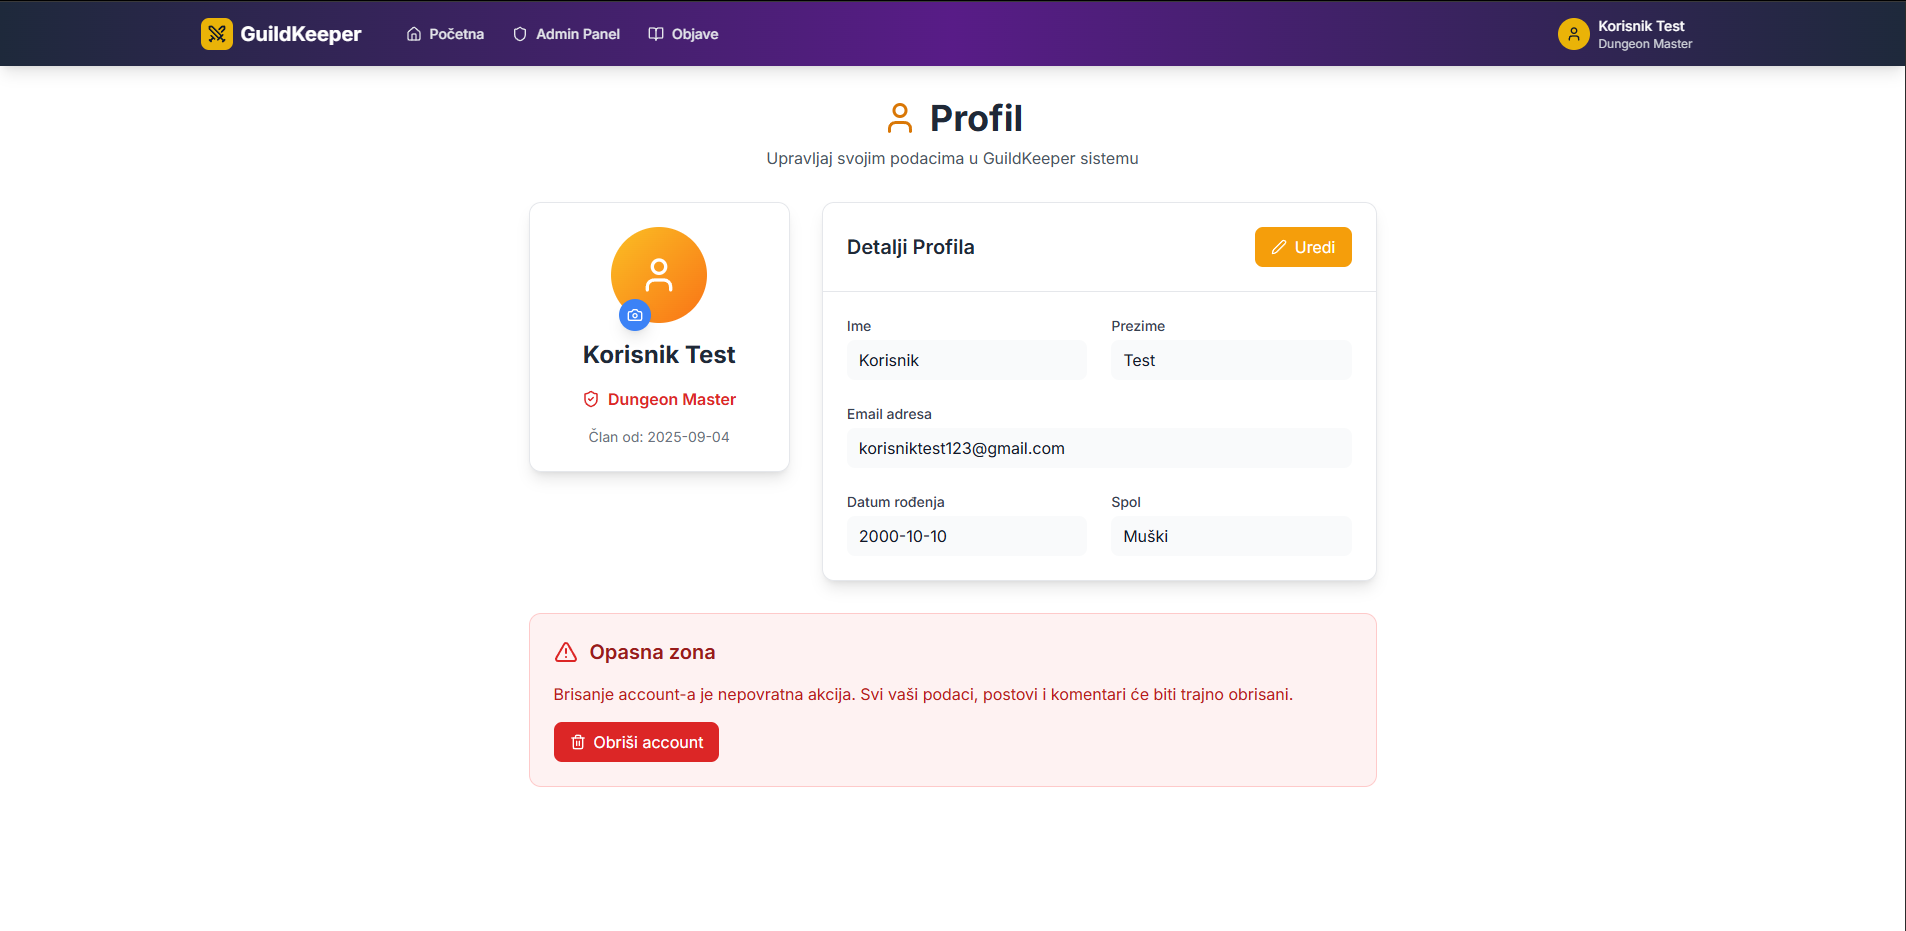 GuildKeeper
Početna
Admin Panel
Objave
Korisnik Test
Dungeon Master
Profil
Upravljaj svojim podacima u GuildKeeper sistemu
Korisnik Test
Dungeon Master
Član od: 2025-09-04
Detalji Profila
Uredi
Ime
Prezime
Korisnik
Test
Email adresa
korisniktest123@gmail.com
Datum rođenja
Spol
2000-10-10
Muški
Opasna zona
Brisanje account-a je nepovratna akcija. Svi vaši podaci, postovi i komentari će biti trajno obrisani.
Obriši account